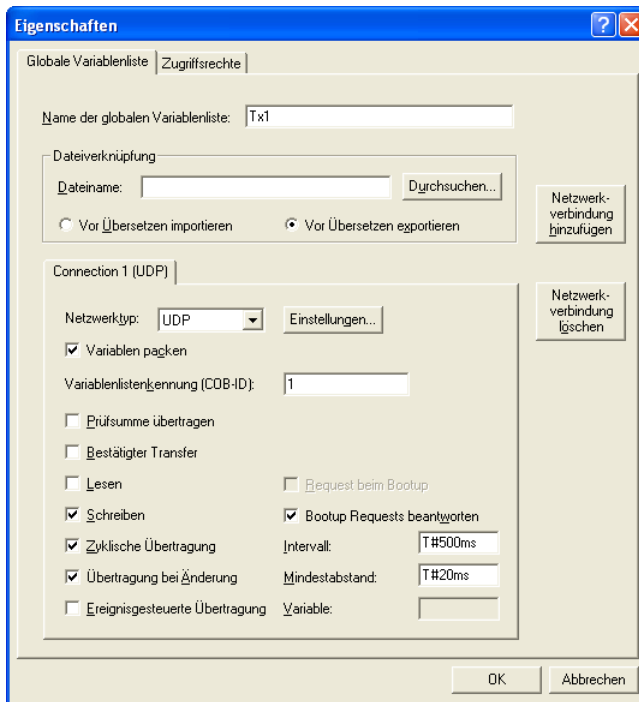 Eigenschaften
Globale Variablenliste Zugriffsrechte
Name der globalen Variablenliste: Tx1
Dateiverknüpfung
Dateiname: Durchsuchen...
Vor Übersetzen importieren Vor Übersetzen exportieren
Netzwerk-
verbindung
hinzufügen
Connection 1 (UDP)
Netzwerktyp: UDP Einstellungen...
Netzwerk-
verbindung
löschen
Variablen packen
Variablenlistenkennung (COB-ID): 1
Prüfsumme übertragen
Bestätigter Transfer
Lesen Request beim Bootup
Schreiben Bootup Requests beantworten
Zyklische Übertragung Intervall: T#500ms
Übertragung bei Änderung Mindestabstand: T#20ms
Ereignisgesteuerte Übertragung Variable:
OK Abbrechen